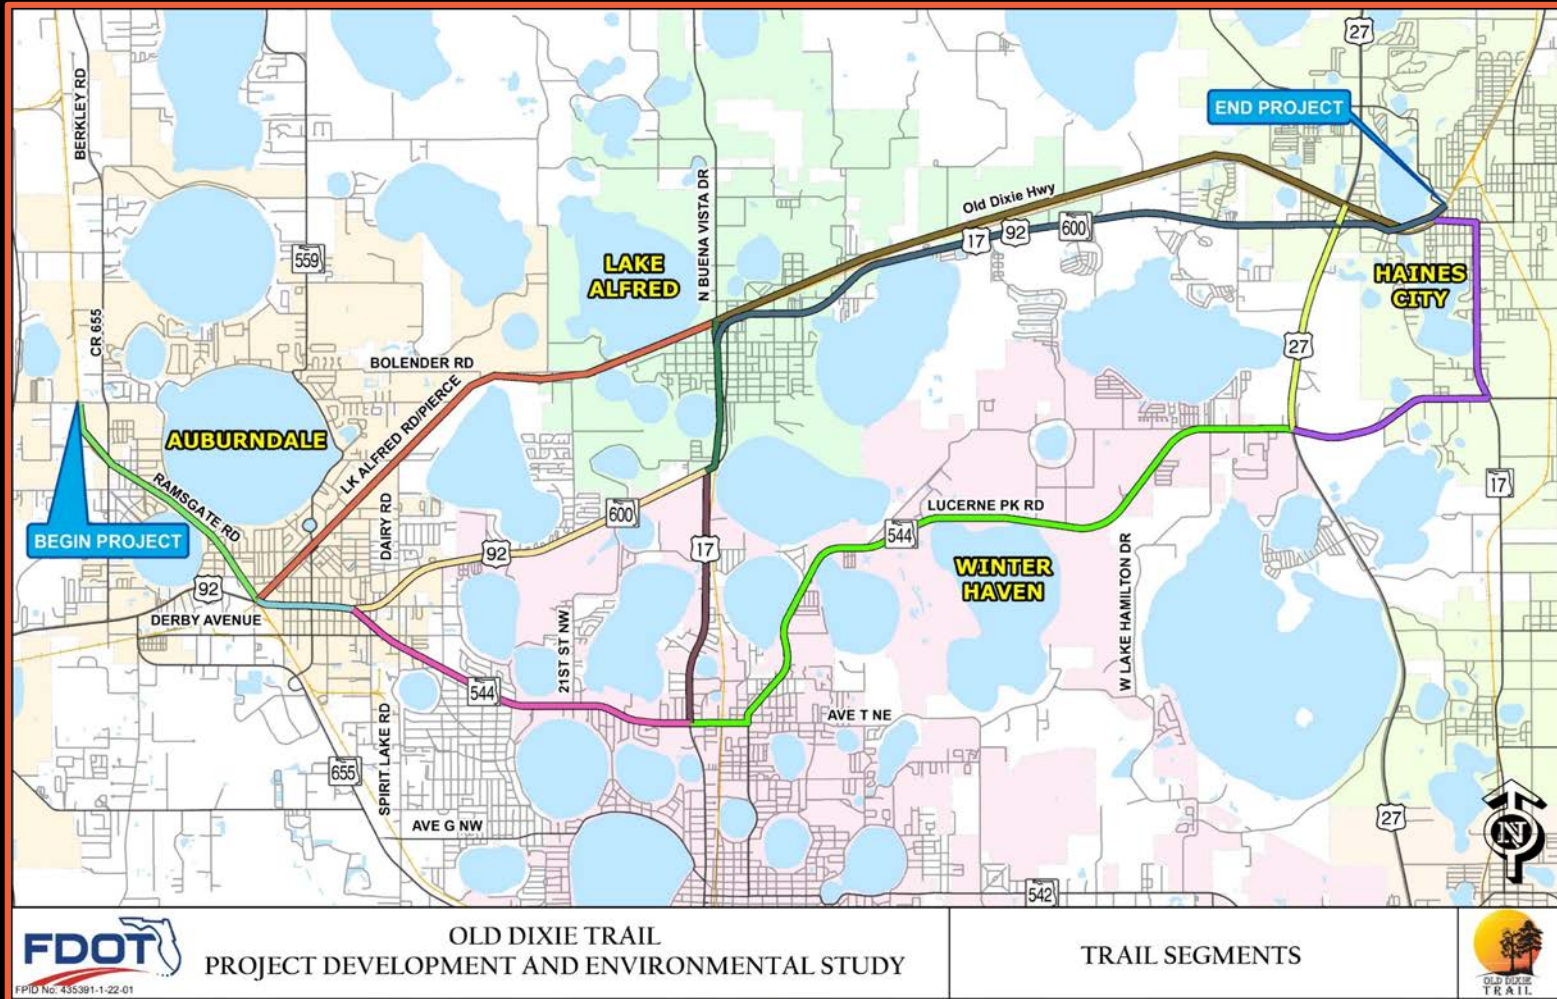 27
END PROJECT
BERKLEY RD
Old Dixie Hwy
N BUENA VISTA DR
17
92
600
559
LAKE
ALFRED
HAINES
CITY
CR 655
27
BOLENDER RD
LK ALFRED RD/PIERCE
AUBURNDALE
RAMSGATE RD
BEGIN PROJECT
DAIRY RD
600
92
17
LUCERNE PK RD
544
17
WINTER
HAVEN
92
DERBY AVENUE
21ST ST NW
W LAKE HAMILTON DR
544
AVE T NE
SPIRIT LAKE RD
655
AVE G NW
27
N
542
FDOT
FPID No: 435391-1-22-01
OLD DIXIE TRAIL
PROJECT DEVELOPMENT AND ENVIRONMENTAL STUDY
TRAIL SEGMENTS
OLD DIXIE
TRAIL